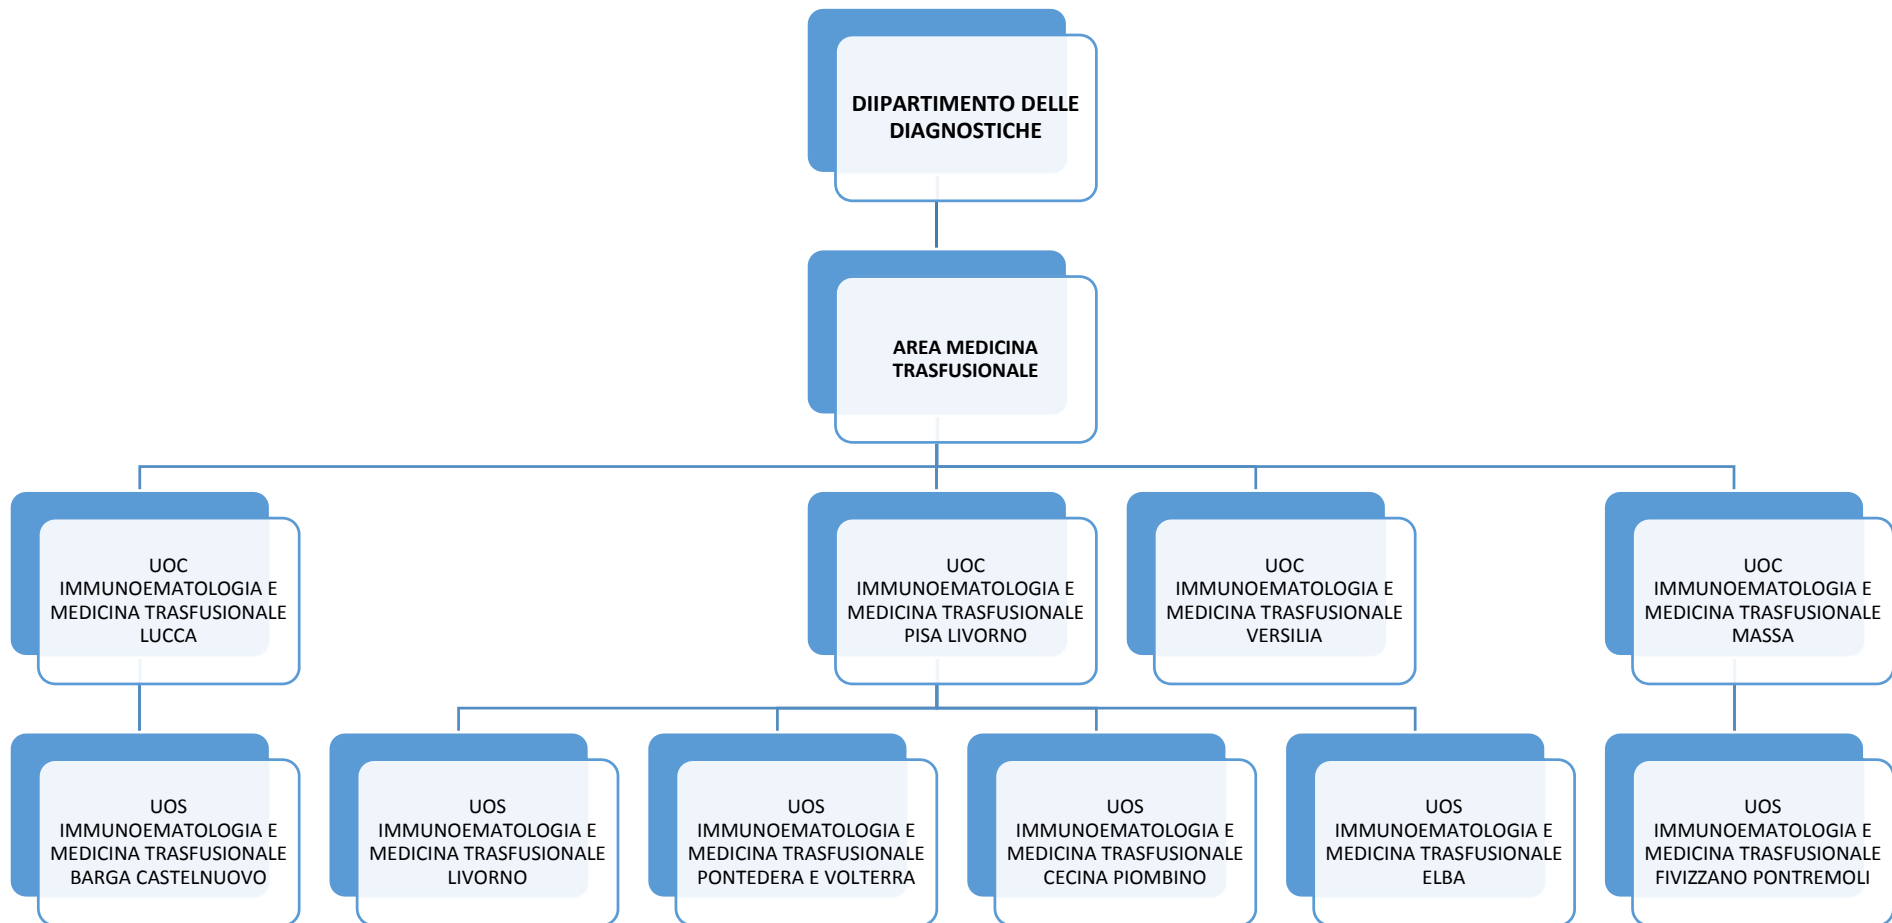 DIIPARTIMENTO DELLE
DIAGNOSTICHE
AREA MEDICINA
TRASFUSIONALE
UOC
IMMUNOEMATOLOGIA E
MEDICINA TRASFUSIONALE
LUCCA
UOC
IMMUNOEMATOLOGIA E
MEDICINA TRASFUSIONALE
PISA LIVORNO
UOC
IMMUNOEMATOLOGIA E
MEDICINA TRASFUSIONALE
VERSILIA
UOC
IMMUNOEMATOLOGIA E
MEDICINA TRASFUSIONALE
MASSA
UOS
IMMUNOEMATOLOGIA E
MEDICINA TRASFUSIONALE
BARGA CASTELNUOVO
UOS
IMMUNOEMATOLOGIA E
MEDICINA TRASFUSIONALE
LIVORNO
UOS
IMMUNOEMATOLOGIA E
MEDICINA TRASFUSIONALE
PONTEDERA E VOLTERRA
UOS
IMMUNOEMATOLOGIA E
MEDICINA TRASFUSIONALE
CECINA PIOMBINO
UOS
IMMUNOEMATOLOGIA E
MEDICINA TRASFUSIONALE
ELBA
UOS
IMMUNOEMATOLOGIA E
MEDICINA TRASFUSIONALE
FIVIZZANO PONTREMOLI